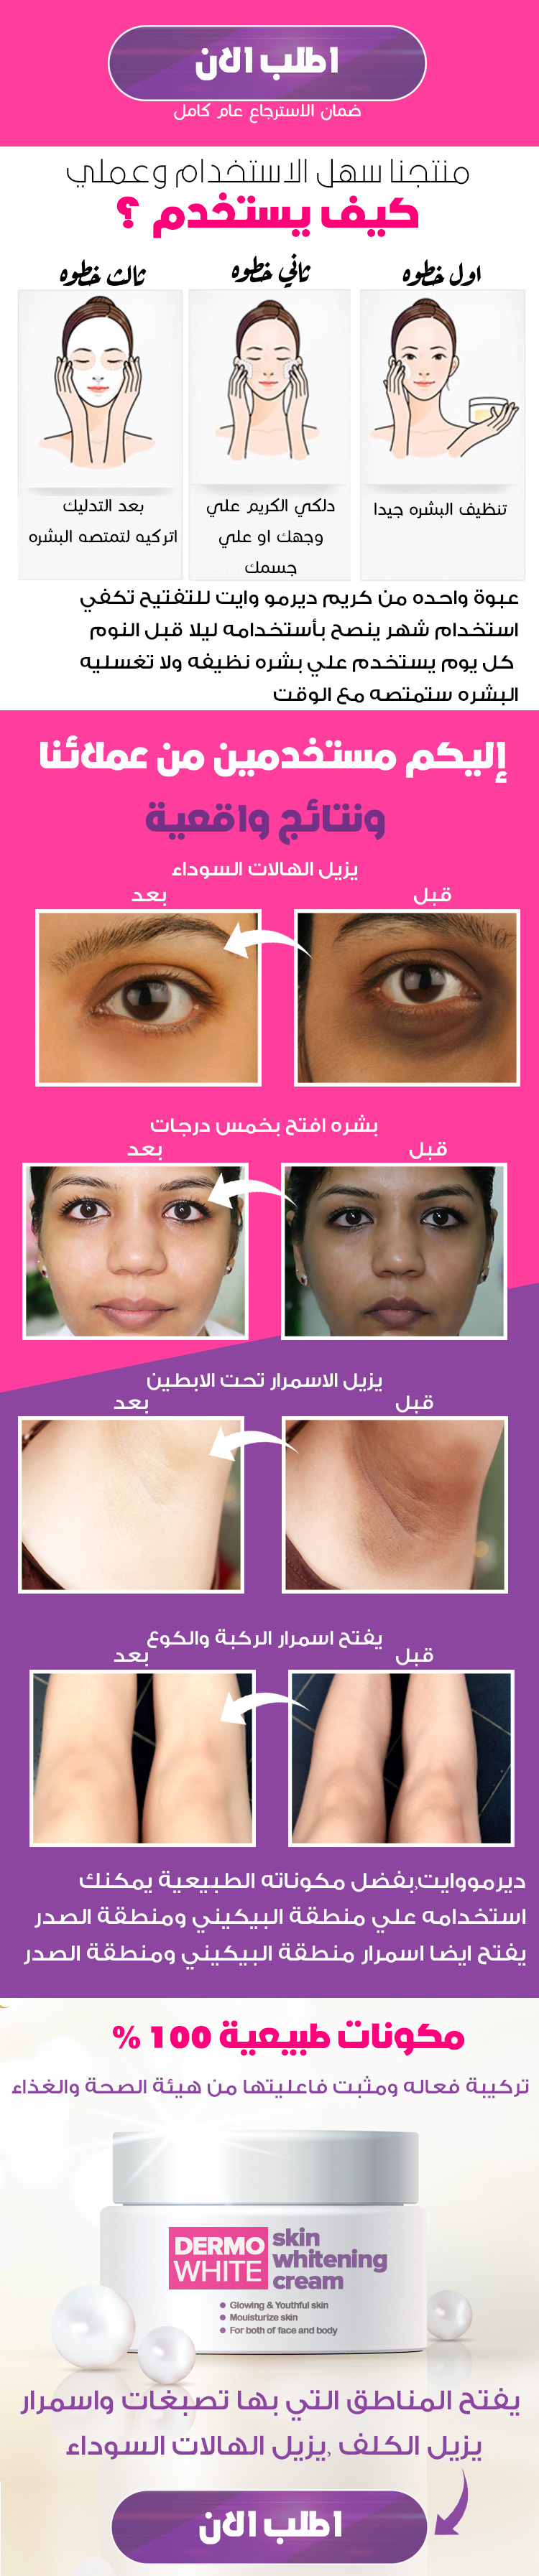 اطلب الان
ضمان الاسترجاع عام كامل
منتجنا سهل الاستخدام وعملي
كيف يستخدم ؟
اول خطوه
ثاني خطوه
ثالث خطوه
تنظيف البشره جيدا
دلكي الكريم علي
وجهك او علي
جسمك
بعد التدليك
اتركيه لتمتصه البشره
عبوة واحده من كريم ديرمو وايت للتفتيح تكفي
استخدام شهر ينصح بأستخدامه ليلا قبل النوم
كل يوم يستخدم علي بشره نظيفه ولا تغسليه
البشره ستمتصه مع الوقت
إليكم مستخدمين من عملائنا
ونتائج واقعية
يزيل الهالات السوداء
قبل
بعد
بشره افتح بخمس درجات
قبل
بعد
يزيل الاسمرار تحت الابطين
قبل
بعد
يفتح اسمرار الركبة والكوع
قبل
بعد
ديرمووايت,بفضل مكوناته الطبيعية يمكنك
استخدامه علي منطقة البيكيني ومنطقة الصدر
يفتح ايضا اسمرار منطقة البيكيني ومنطقة الصدر
مكونات طبيعية 100 %
تركيبة فعاله ومثبت فاعليتها من هيئة الصحة والغذاء
DERMO
WHITE
skin
whitening
cream
Glowing & Youthful skin
Mouisturize skin
For both of face and body
يفتح المناطق التي بها تصبغات واسمرار
يزيل الكلف ,يزيل الهالات السوداء
اطلب الان